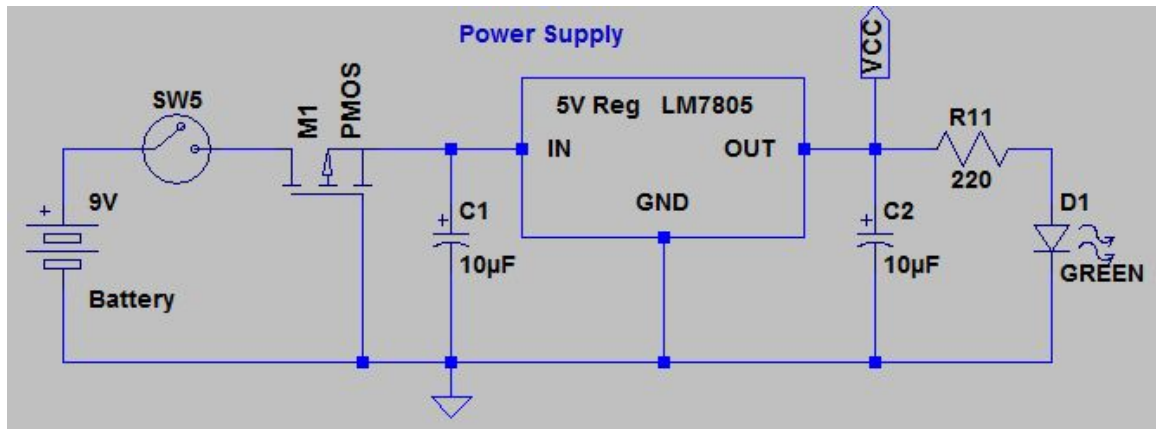 Power Supply
VCC
SW5
M1
PMOS
5V Reg LM7805
R11
IN
OUT
220
+
9V
GND
+
C1
+
C2
D1
10µF
10µF
GREEN
Battery